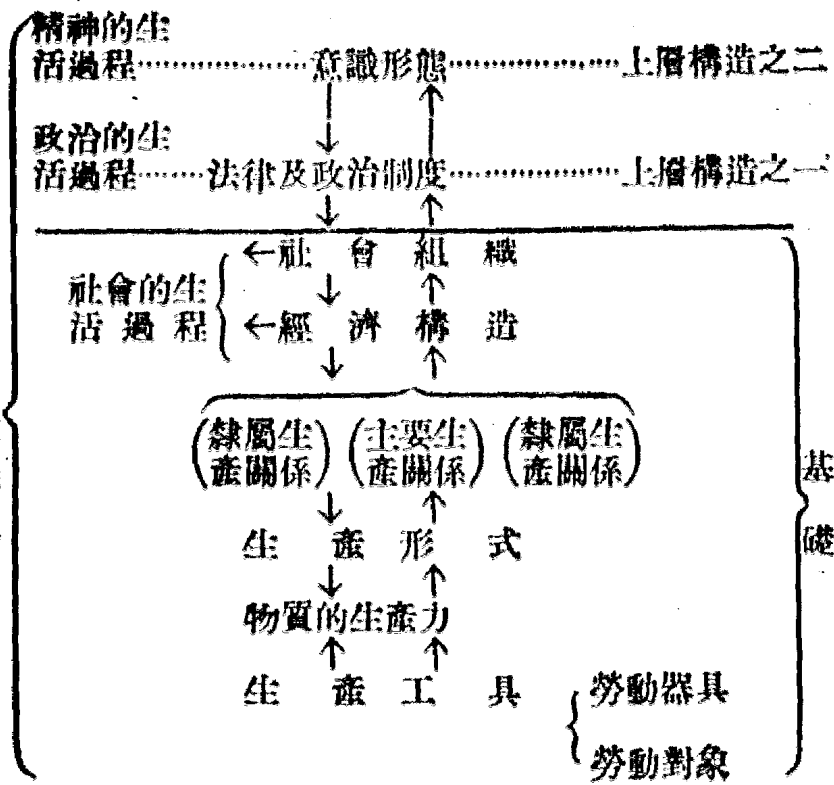 精神的生
活過程……………意識形態……………上層構造之二
政治的生
活過程……法律及政治制度……………上層構造之一
←社會組織
社會的生
活過程
←經濟構造
(隸屬生產關係)(主要生產關係)(隸屬生產關係)
基礎
生產形式
物質的生產力
生產工具
勞動器具
勞動對象